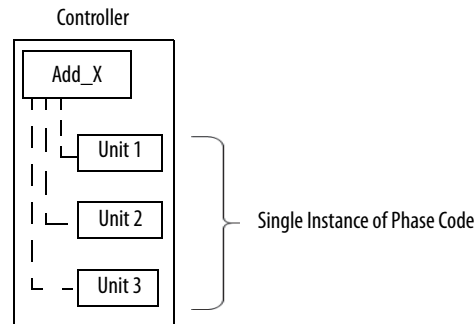 Controller
Add_X
Unit 1
Unit 2
Unit 3
Single Instance of Phase Code